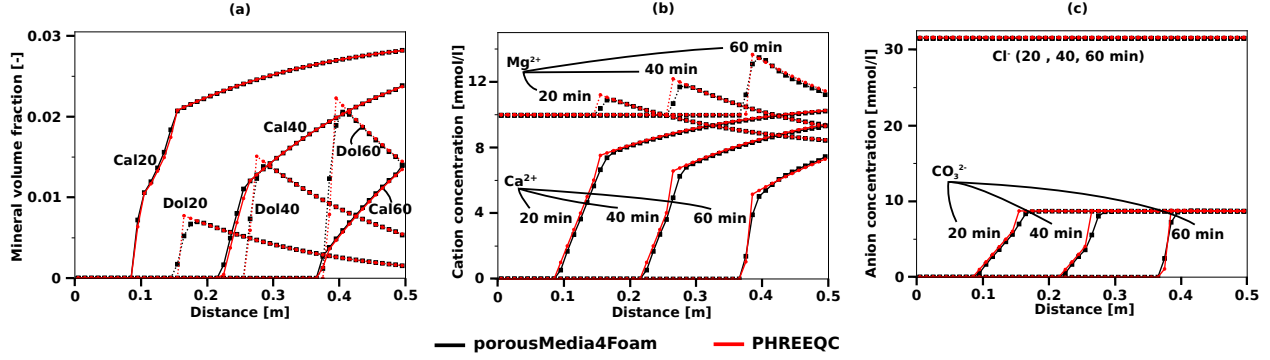 (a)
Mineral volume fraction [-]
0.03
0.02
0.01
0
Cal20
Dol20
Cal40
Dol40
Dol60
Cal60
0 0.1 0.2 0.3 0.4 0.5
Distance [m]
(b)
Cation concentration [mmol/l]
12
8
4
0
Mg²⁺
60 min
40 min
20 min
Ca²⁺
20 min
40 min
60 min
0 0.1 0.2 0.3 0.4 0.5
Distance [m]
(c)
Anion concentration [mmol/l]
30
20
10
0
Cl⁻ (20 , 40, 60 min)
CO₃²⁻
20 min
40 min
60 min
0 0.1 0.2 0.3 0.4 0.5
Distance [m]
porousMedia4Foam PHREEQC